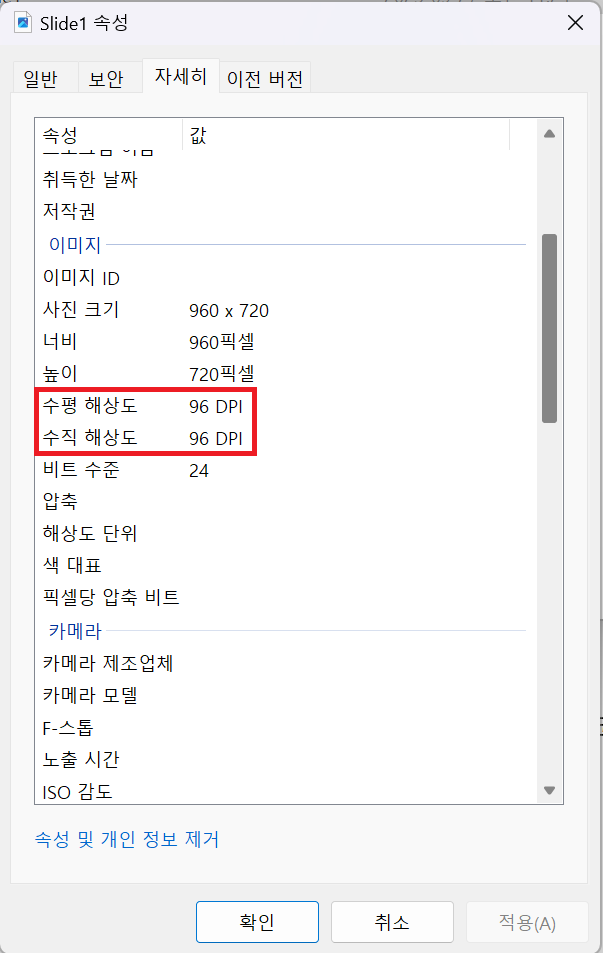 Slide1 속성
일반 보안 자세히 이전 버전
속성 값
취득한 날짜
저작권
이미지
이미지 ID
사진 크기 960 x 720
너비 960픽셀
높이 720픽셀
수평 해상도 96 DPI
수직 해상도 96 DPI
비트 수준 24
압축
해상도 단위
색 대표
픽셀당 압축 비트
카메라
카메라 제조업체
카메라 모델
F-스톱
노출 시간
ISO 감도
속성 및 개인 정보 제거
확인 취소 적용(A)